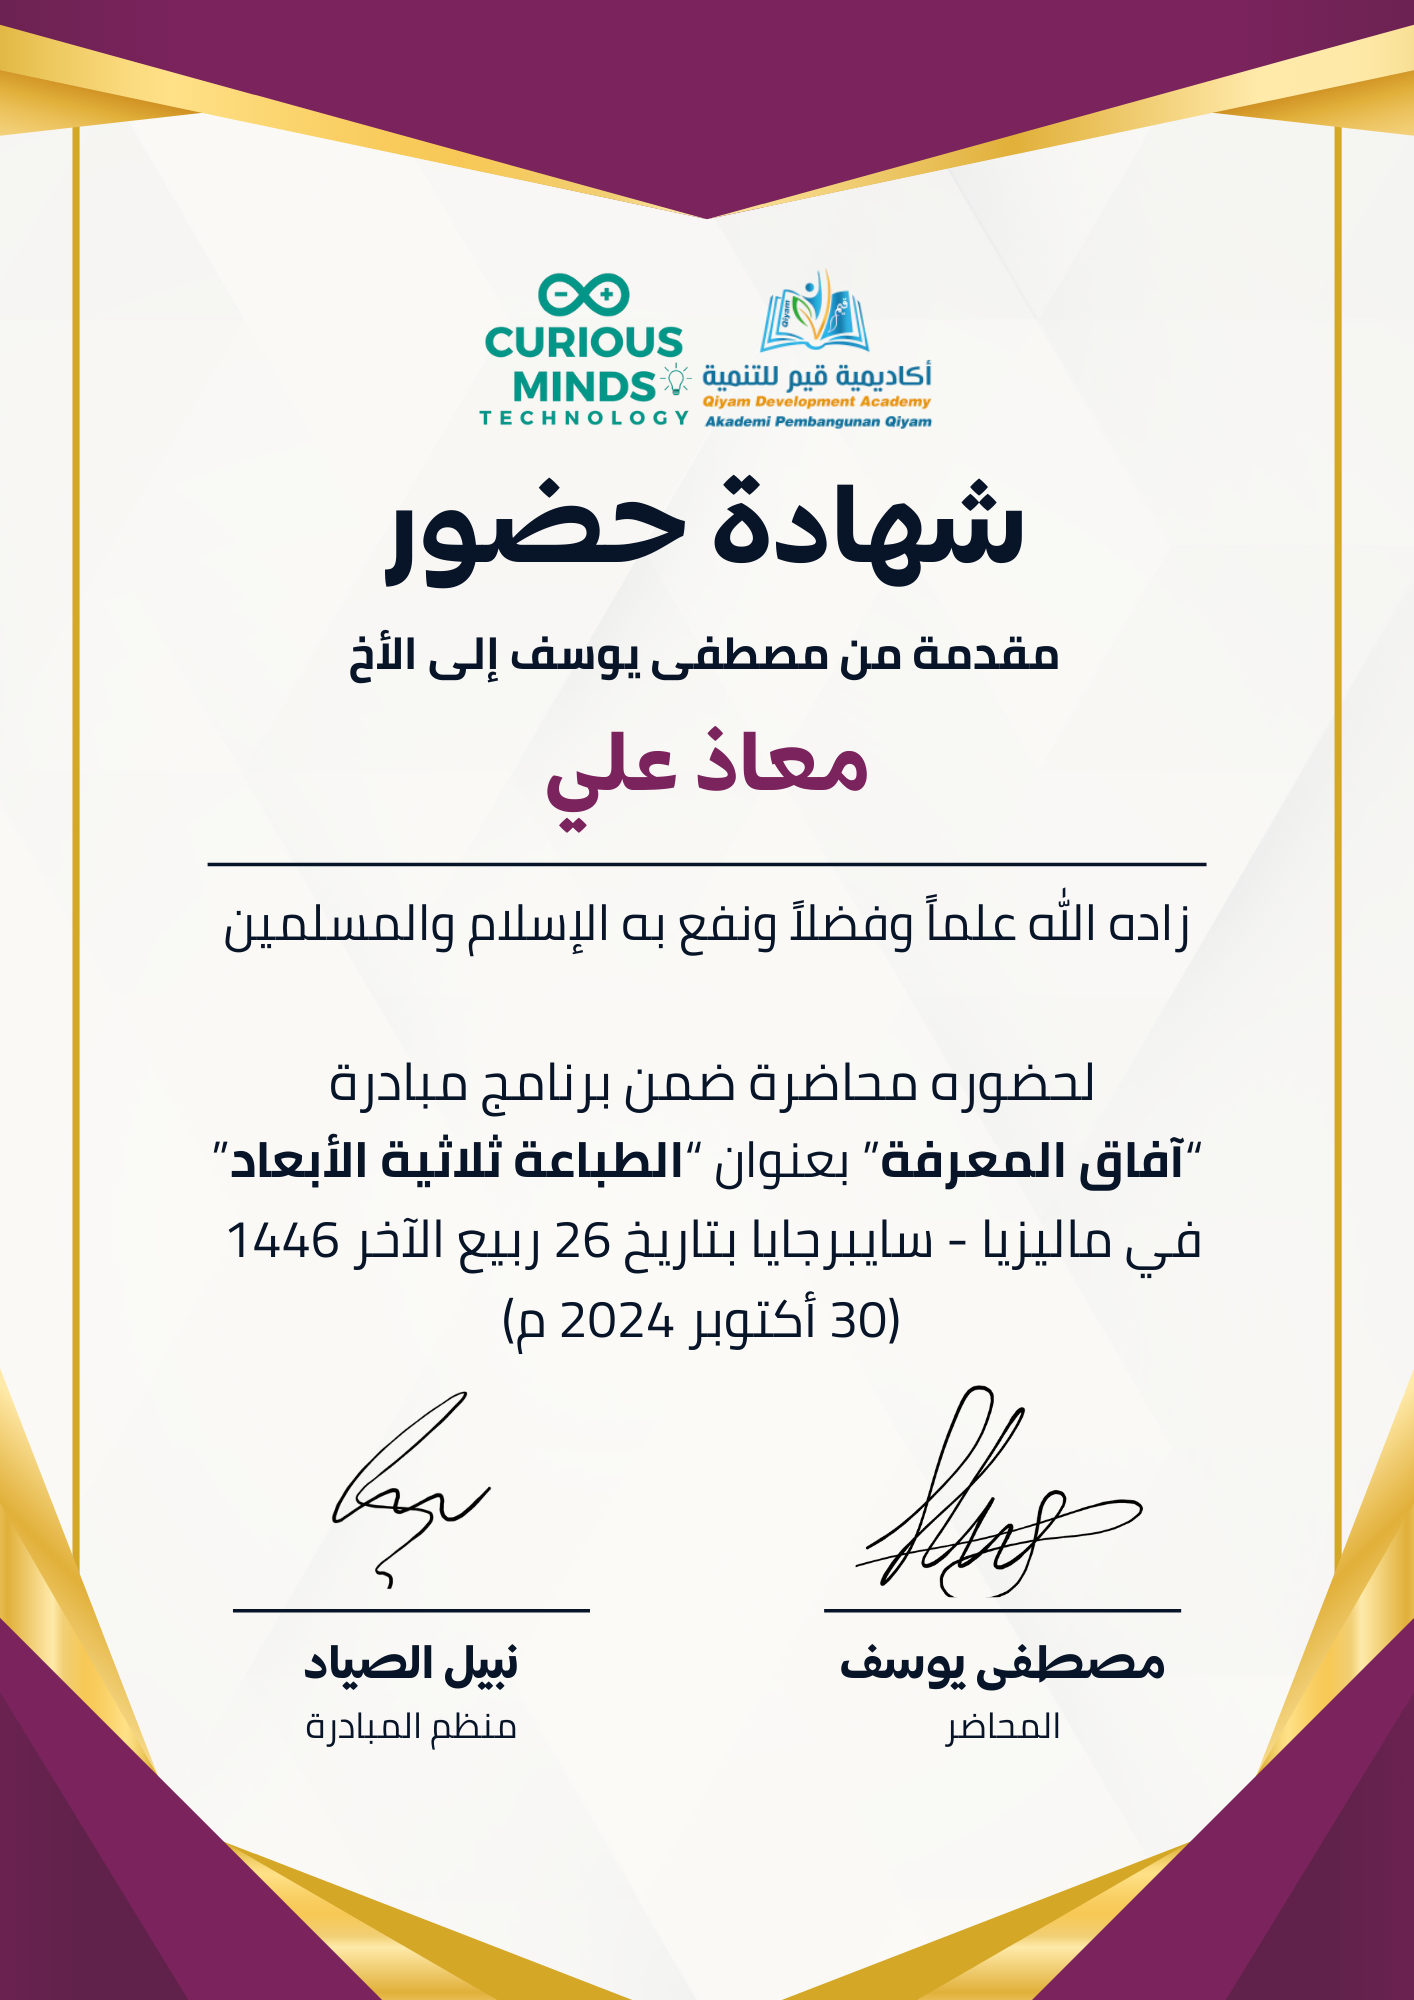 CURIOUS
MINDS
TECHNOLOGY
Qiyam
أكاديمية قيم للتنمية
Qiyam Development Academy
Akademi Pembangunan Qiyam
شهادة حضور
مقدمة من مصطفى يوسف إلى الأخ
معاذ علي
زاده الله علماً وفضلاً ونفع به الإسلام والمسلمين
لحضوره محاضرة ضمن برنامج مبادرة
“آفاق المعرفة” بعنوان “الطباعة ثلاثية الأبعاد”
في ماليزيا - سايبرجايا بتاريخ 26 ربيع الآخر 1446
(30 أكتوبر 2024 م)
مصطفى يوسف
المحاضر
نبيل الصياد
منظم المبادرة